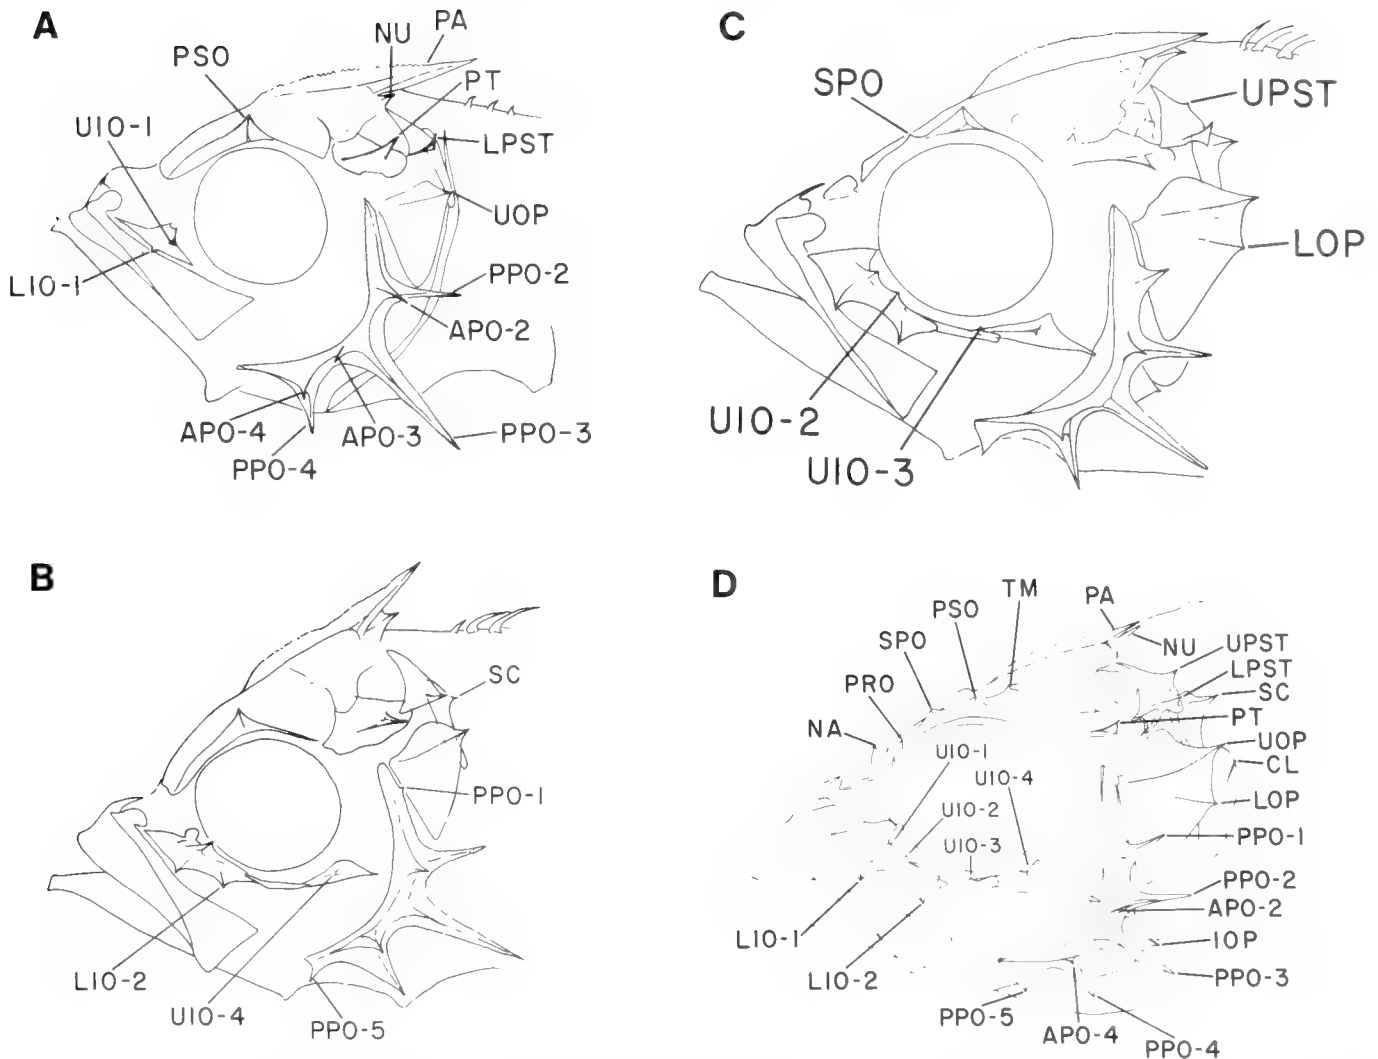 A
PSO
NU
PA
PT
UIO-1
LPST
UOP
LIO-1
PPO-2
APO-2
APO-4
APO-3
PPO-3
PPO-4
C
SPO
UPST
LOP
UIO-2
UIO-3
B
SC
PPO-1
LIO-2
UIO-4
PPO-5
D
TM
PSO
PA
SPO
NU
UPST
LPST
PRO
SC
PT
NA
UOP
UIO-1
CL
UIO-4
LOP
UIO-2
PPO-1
UIO-3
PPO-2
APO-2
LIO-1
IOP
LIO-2
PPO-3
PPO-5
APO-4
PPO-4